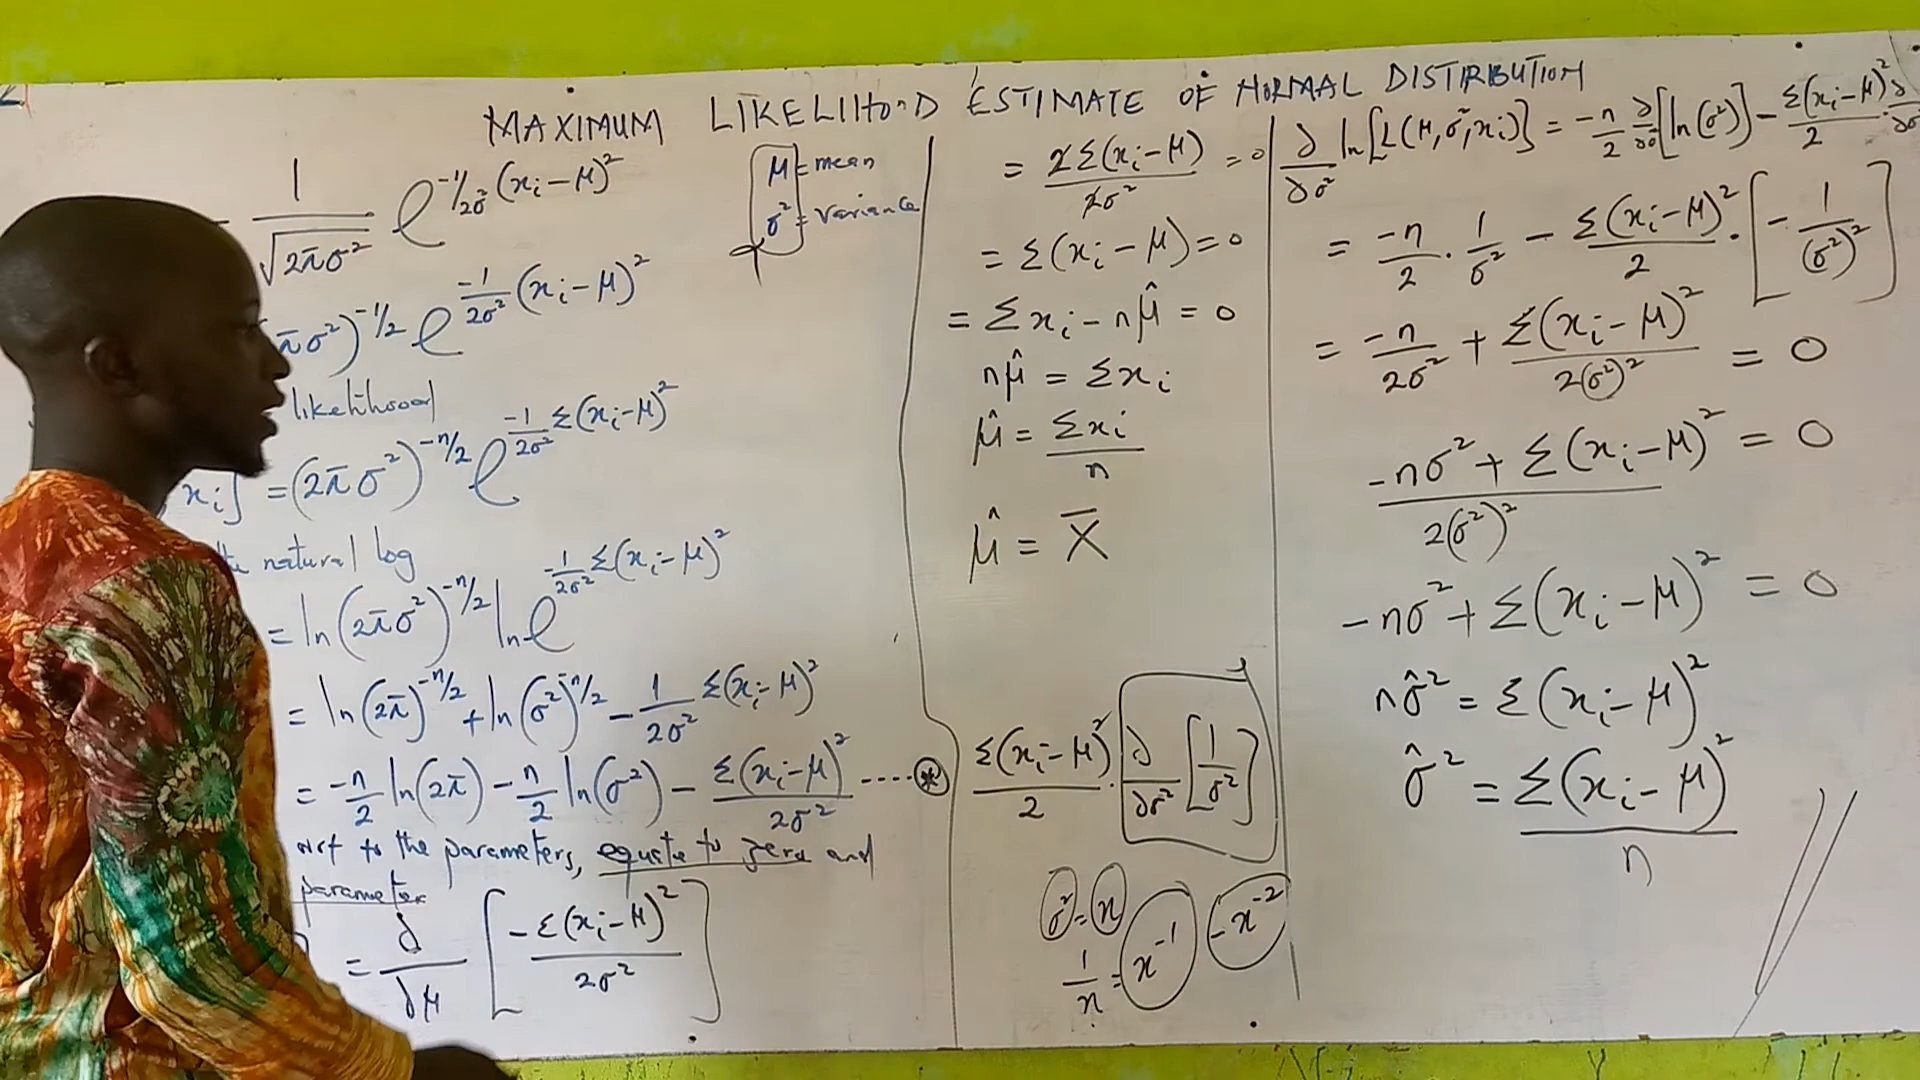 MAXIMUM LIKELIHOOD ESTIMATE OF NORMAL DISTRIBUTION
1/√(2πσ²) e^(-1/2σ² (xᵢ-μ)²)
μ = mean
σ² = variance
πσ²)^(-1/2) e^(-1/2σ² (xᵢ-μ)²)
likelihood
xᵢ] = (2πσ²)^(-n/2) e^(-1/2σ² Σ(xᵢ-μ)²)
natural log
= ln(2πσ²)^(-n/2) ln e^(-1/2σ² Σ(xᵢ-μ)²)
= ln(2π)^(-n/2) + ln(σ²)^(-n/2) - 1/2σ² Σ(xᵢ-μ)²
= -n/2 ln(2π) - n/2 ln(σ²) - Σ(xᵢ-μ)²/2σ² ----⊛
wrt to the parameters, equate to zero and
parameter
= ∂/∂μ [-Σ(xᵢ-μ)²/2σ²]
= 2Σ(xᵢ-μ)/2σ² = 0
= Σ(xᵢ-μ) = 0
= Σxᵢ - nμ̂ = 0
nμ̂ = Σxᵢ
μ̂ = Σxᵢ/n
μ̂ = X̄
Σ(xᵢ-μ)²/2 · ∂/∂σ² [1/σ²]
σ² = x
1/x = x⁻¹ -x⁻²
∂/∂σ² ln[L(μ,σ²,xᵢ)] = -n/2 ∂/∂σ² [ln(σ²)] - Σ(xᵢ-μ)²/2 · ∂/∂σ
= -n/2 · 1/σ² - Σ(xᵢ-μ)²/2 · [-1/(σ²)²]
= -n/2σ² + Σ(xᵢ-μ)²/2(σ²)² = 0
-nσ² + Σ(xᵢ-μ)²/2(σ²)² = 0
-nσ² + Σ(xᵢ-μ)² = 0
nσ̂² = Σ(xᵢ-μ)²
σ̂² = Σ(xᵢ-μ)²/n